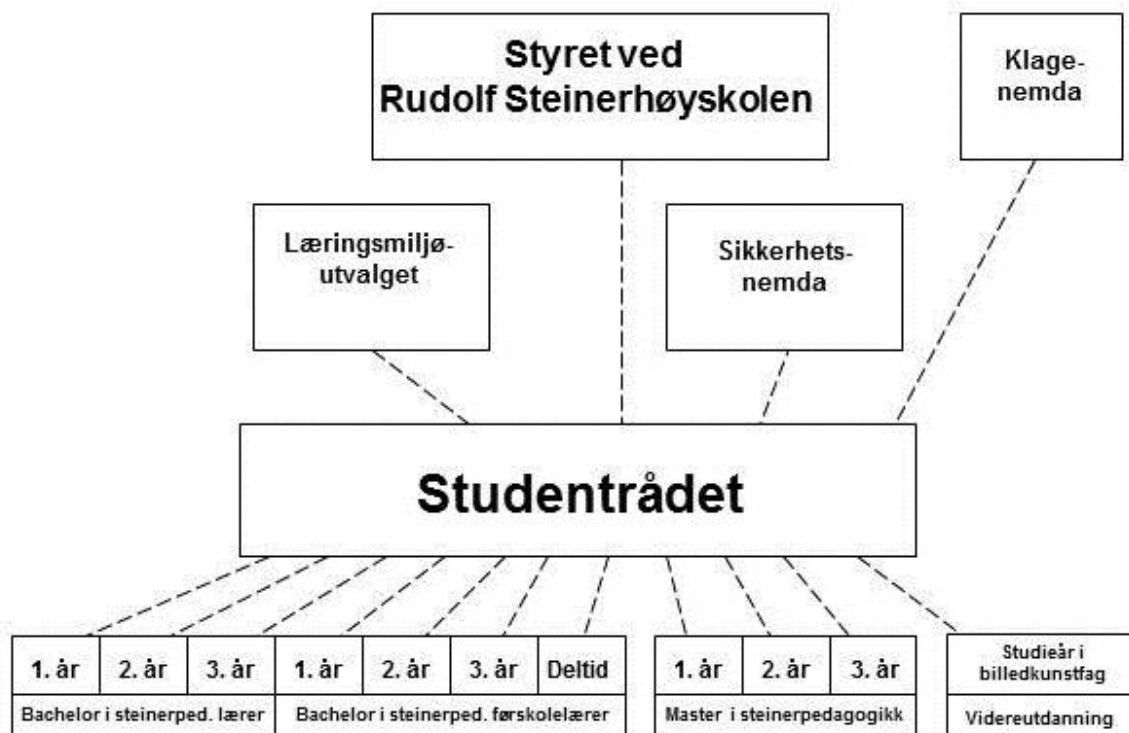 Styret ved
Rudolf Steinerhøyskolen
Klage-
nemda
Læringsmiljø-
utvalget
Sikkerhets-
nemda
Studentrådet
1. år 2. år 3. år 1. år 2. år 3. år Deltid
Bachelor i steinerped. lærer Bachelor i steinerped. førskolelærer
1. år 2. år 3. år
Master i steinerpedagogikk
Studieår i
billedkunstfag
Videreutdanning